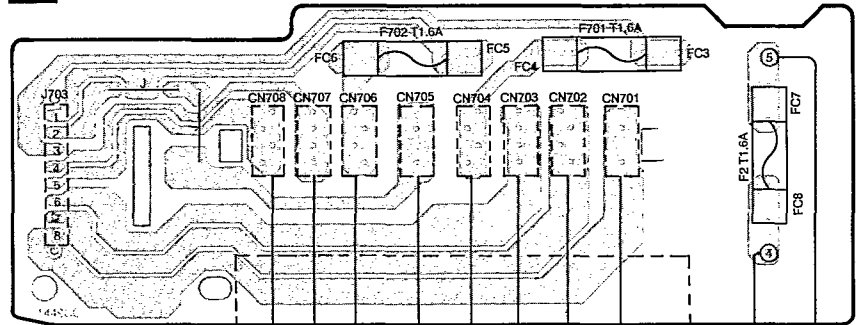 F702-T1.6A
F701-T1.6A
FC6
FC5
FC4
FC3
5
J703
J
CN708
CN707
CN706
CN705
CN704
CN703
CN702
CN701
FC7
F2 T1.6A
FC8
1
2
3
4
5
6
7
8
4